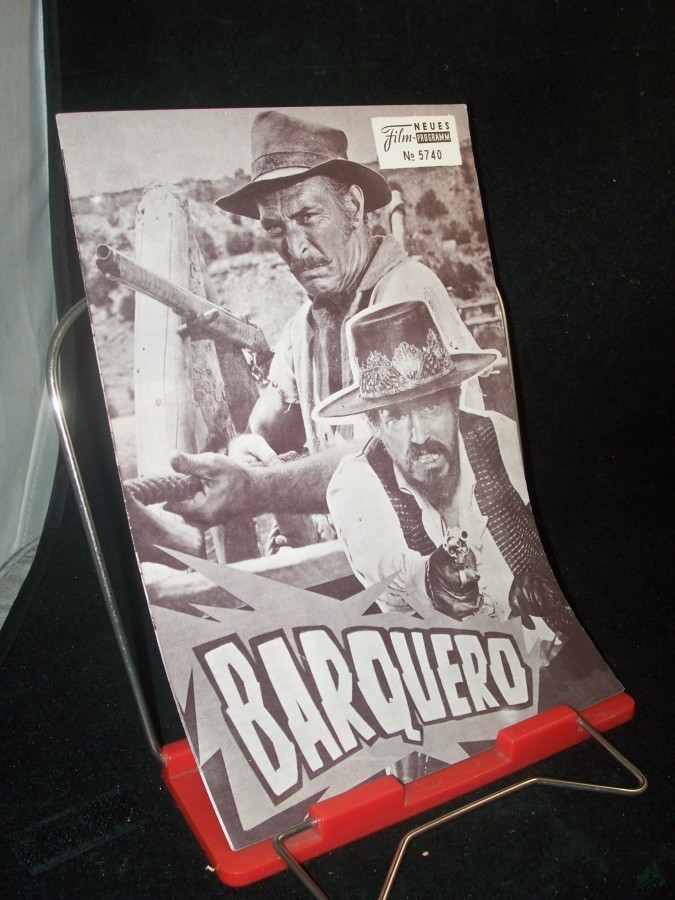 NEUES
Film-PROGRAMM
№ 5740
BARQUERO